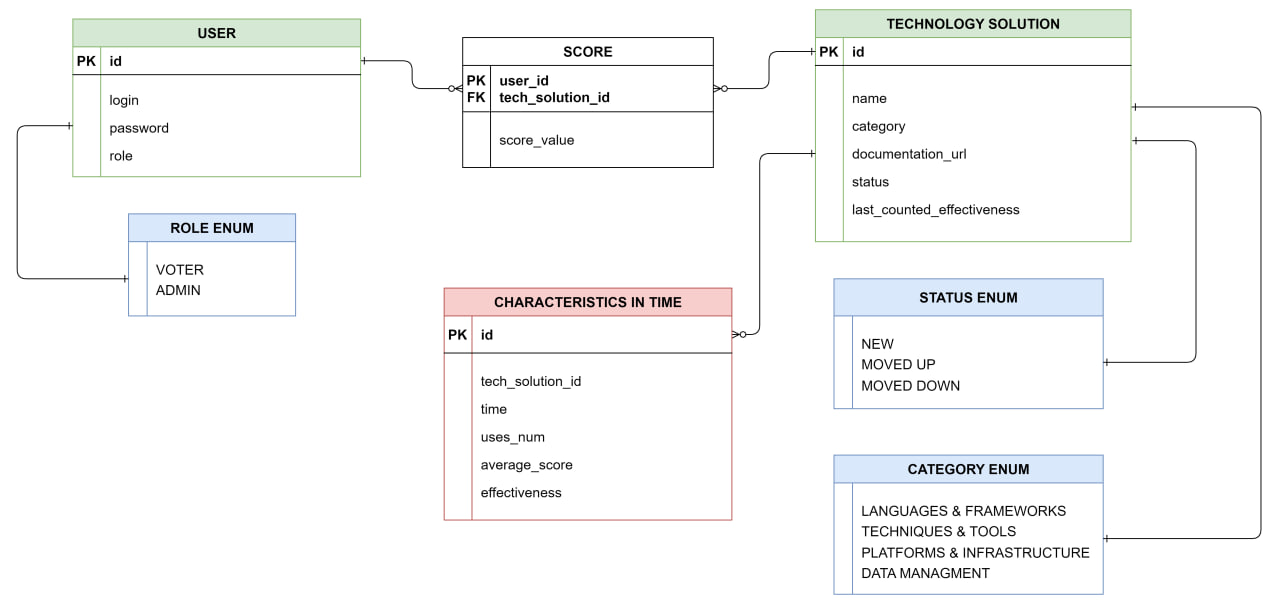 USER
PK id
login
password
role
ROLE ENUM
VOTER
ADMIN
SCORE
PK user_id
FK tech_solution_id
score_value
CHARACTERISTICS IN TIME
PK id
tech_solution_id
time
uses_num
average_score
effectiveness
TECHNOLOGY SOLUTION
PK id
name
category
documentation_url
status
last_counted_effectiveness
STATUS ENUM
NEW
MOVED UP
MOVED DOWN
CATEGORY ENUM
LANGUAGES & FRAMEWORKS
TECHNIQUES & TOOLS
PLATFORMS & INFRASTRUCTURE
DATA MANAGMENT